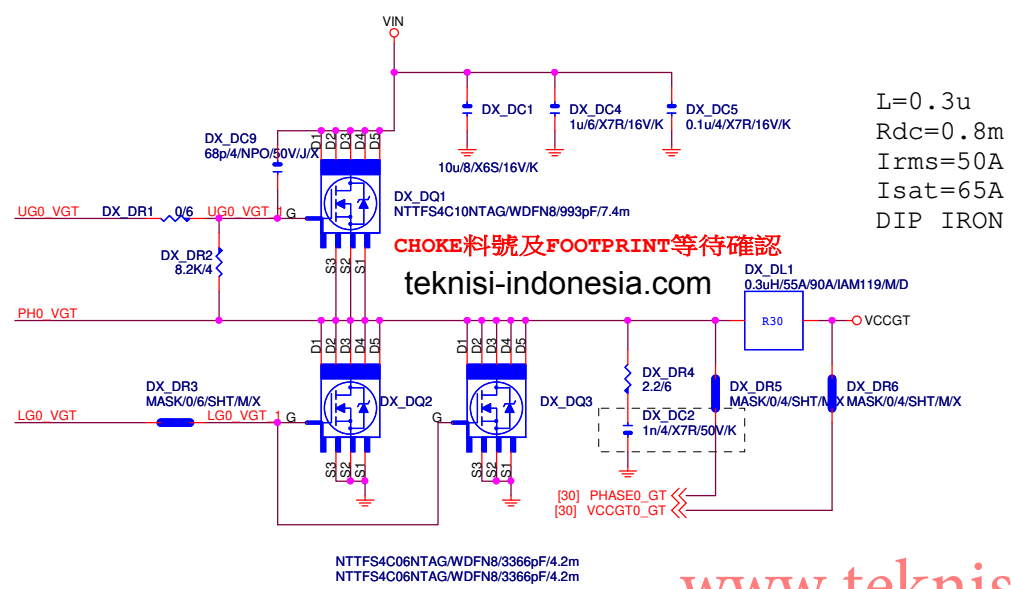 VIN
L=0.3u
Rdc=0.8m
Irms=50A
Isat=65A
DIP IRON
DX_DC1
10u/8/X6S/16V/K
DX_DC4
1u/6/X7R/16V/K
DX_DC5
0.1u/4/X7R/16V/K
DX_DC9
68p/4/NPO/50V/J/X
D1
D2
D3
D4
D5
DX_DQ1
NTTFS4C10NTAG/WDFN8/993pF/7.4m
UG0_VGT
DX_DR1
0/6
UG0_VGT_1
G
S3
S2
S1
CHOKE料號及FOOTPRINT等待確認
DX_DR2
8.2K/4
teknisi-indonesia.com
DX_DL1
0.3uH/55A/90A/IAM119/M/D
R30
PH0_VGT
VCCGT
D1
D2
D3
D4
D5
D1
D2
D3
D4
D5
DX_DR3
MASK/0/6/SHT/M/X
LG0_VGT
LG0_VGT_1
G
DX_DQ2
S3
S2
S1
G
DX_DQ3
S3
S2
S1
DX_DR4
2.2/6
DX_DC2
1n/4/X7R/50V/K
DX_DR5
MASK/0/4/SHT/M/X
DX_DR6
MASK/0/4/SHT/M/X
[30] PHASE0_GT
[30] VCCGT0_GT
NTTFS4C06NTAG/WDFN8/3366pF/4.2m
NTTFS4C06NTAG/WDFN8/3366pF/4.2m
www.teknis